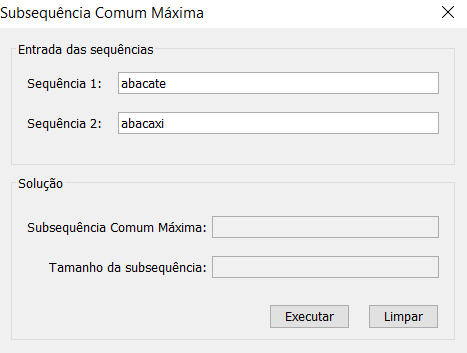 Subsequência Comum Máxima
Entrada das sequências
Sequência 1: abacate
Sequência 2: abacaxi
Solução
Subsequência Comum Máxima:
Tamanho da subsequência:
Executar Limpar